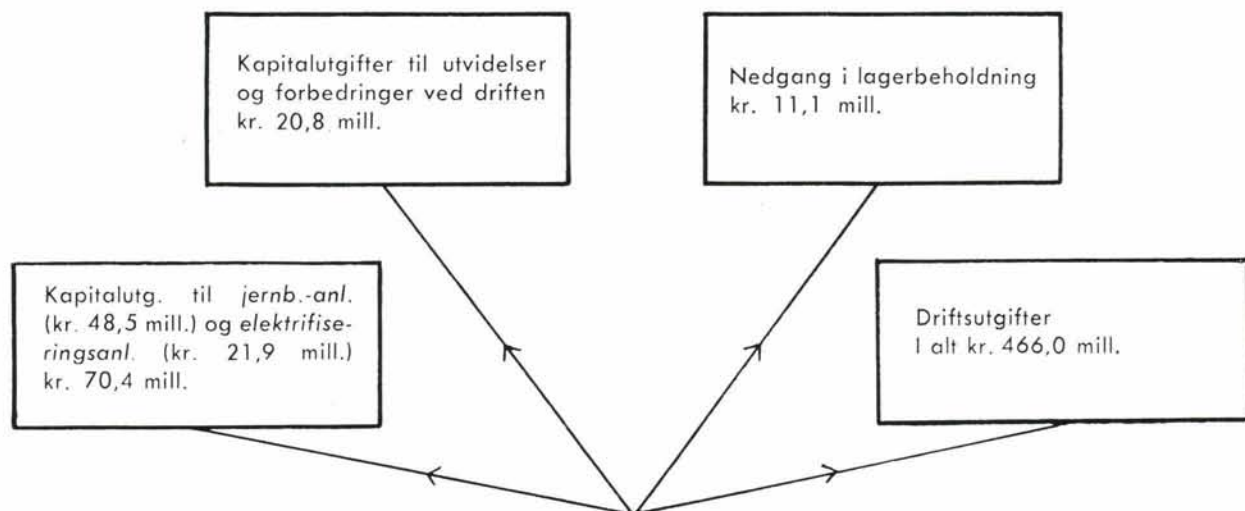 Kapitalutgifter til utvidelser
og forbedringer ved driften
kr. 20,8 mill.
Nedgang i lagerbeholdning
kr. 11,1 mill.
Kapitalutg. til jernb.-anl.
(kr. 48,5 mill.) og elektrifise-
ringsanl. (kr. 21,9 mill.)
kr. 70,4 mill.
Driftsutgifter
I alt kr. 466,0 mill.